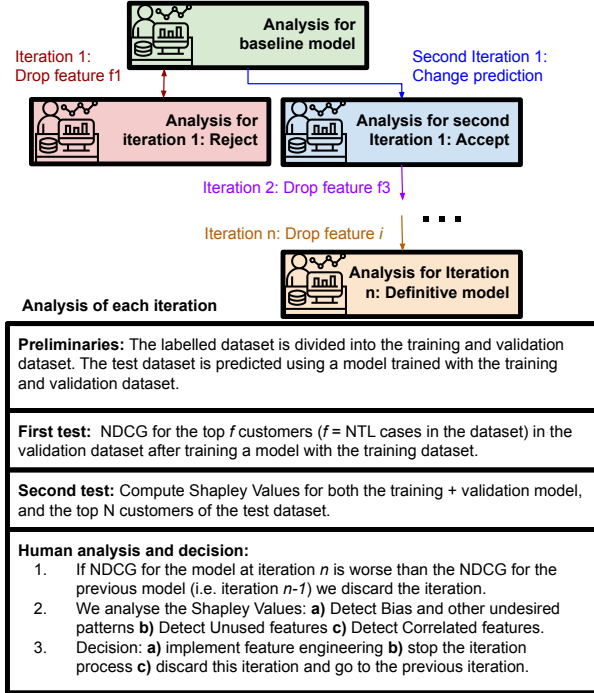 Analysis for
baseline model
Iteration 1:
Drop feature f1
Second Iteration 1:
Change prediction
Analysis for
iteration 1: Reject
Analysis for second
Iteration 1: Accept
Iteration 2: Drop feature f3
...
Iteration n: Drop feature i
Analysis for Iteration
n: Definitive model
Analysis of each iteration
Preliminaries: The labelled dataset is divided into the training and validation
dataset. The test dataset is predicted using a model trained with the training
and validation dataset.
First test: NDCG for the top f customers (f = NTL cases in the dataset) in the
validation dataset after training a model with the training dataset.
Second test: Compute Shapley Values for both the training + validation model,
and the top N customers of the test dataset.
Human analysis and decision:
1. If NDCG for the model at iteration n is worse than the NDCG for the
previous model (i.e. iteration n-1) we discard the iteration.
2. We analyse the Shapley Values: a) Detect Bias and other undesired
patterns b) Detect Unused features c) Detect Correlated features.
3. Decision: a) implement feature engineering b) stop the iteration
process c) discard this iteration and go to the previous iteration.